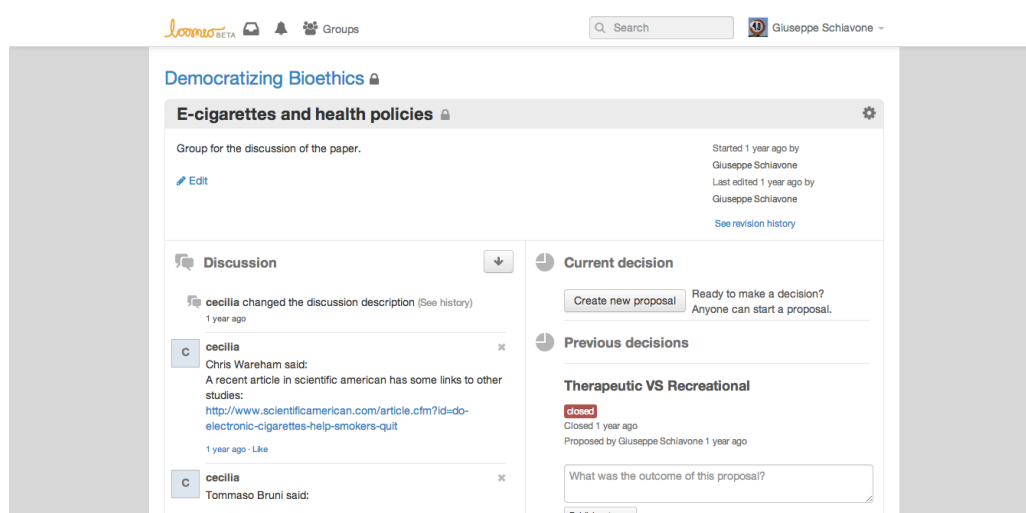 loomio BETA Groups Search Giuseppe Schiavone
Democratizing Bioethics
E-cigarettes and health policies
Group for the discussion of the paper.
Edit
Started 1 year ago by
Giuseppe Schiavone
Last edited 1 year ago by
Giuseppe Schiavone
See revision history
Discussion
cecilia changed the discussion description (See history)
1 year ago
C
cecilia
Chris Wareham said:
A recent article in scientific american has some links to other
studies:
http://www.scientificamerican.com/article.cfm?id=do-
electronic-cigarettes-help-smokers-quit
1 year ago · Like
C
cecilia
Tommaso Bruni said:
Current decision
Create new proposal
Ready to make a decision?
Anyone can start a proposal.
Previous decisions
Therapeutic VS Recreational
closed
Closed 1 year ago
Proposed by Giuseppe Schiavone 1 year ago
What was the outcome of this proposal?